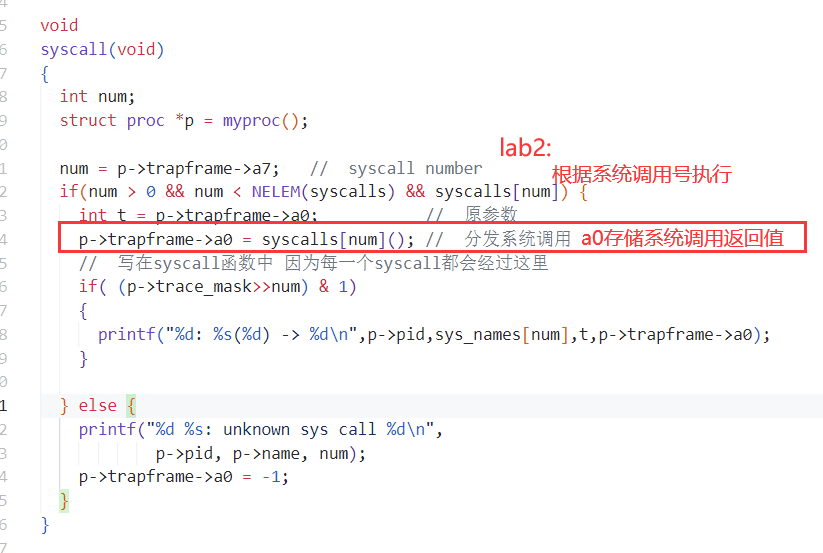 void
syscall(void)
{
int num;
struct proc *p = myproc();
lab2:
num = p->trapframe->a7; // syscall number
根据系统调用号执行
if(num > 0 && num < NELEM(syscalls) && syscalls[num]) {
int t = p->trapframe->a0; // 原参数
p->trapframe->a0 = syscalls[num](); // 分发系统调用 a0存储系统调用返回值
// 写在syscall函数中 因为每一个syscall都会经过这里
if( (p->trace_mask>>num) & 1)
{
printf("%d: %s(%d) -> %d\n",p->pid,sys_names[num],t,p->trapframe->a0);
}
} else {
printf("%d %s: unknown sys call %d\n",
p->pid, p->name, num);
p->trapframe->a0 = -1;
}
}